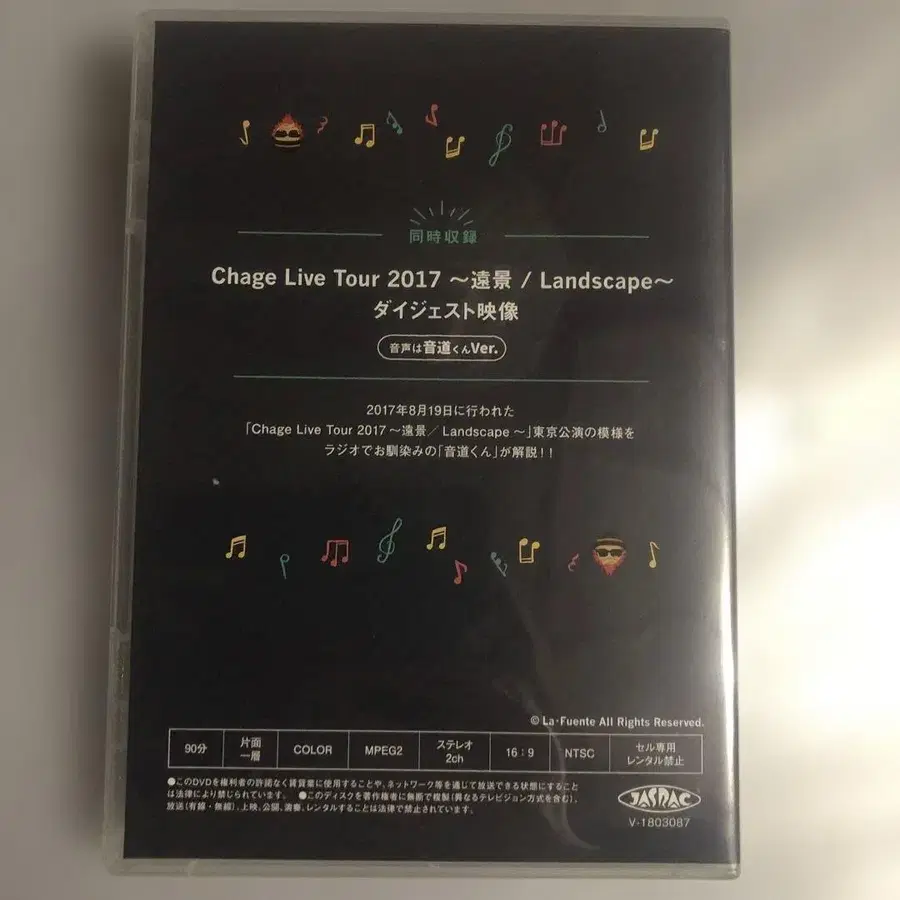 同時収録
Chage Live Tour 2017 〜遠景 / Landscape〜
ダイジェスト映像
音声は音道くんVer.
2017年8月19日に行われた
「Chage Live Tour 2017 〜遠景／ Landscape 〜」東京公演の模様を
ラジオでお馴染みの「音道くん」が解説！！
© La・Fuente All Rights Reserved.
90分 片面一層 COLOR MPEG2 ステレオ2ch 16：9 NTSC セル専用レンタル禁止
●このDVDを権利者の許諾なく賃貸業に使用することや、ネットワーク等を通じて放送できる状態にすること
は法律により禁じられています。 ●このディスクを著作権者に無断で複製(異なるテレビジョン方式を含む)、
放送(有線・無線)、上映、公開、演奏、レンタルすることは法律で禁止されています。
JASRAC
V-1803087